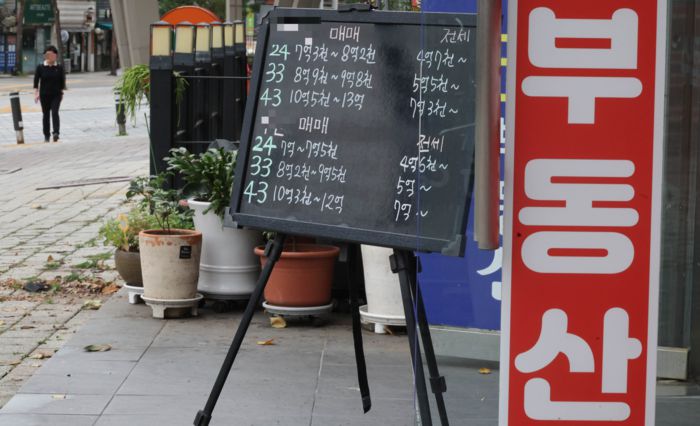 매매 전세
24 7억3천~8억2천 4억7천~
33 8억9천~9억8천 5억5천~
43 10억5천~13억 7억3천~
매매 전세
24 7억~7억5천 4억6천~
33 8억2천~9억5천 5억~
43 10억3천~12억 7억~
부동산